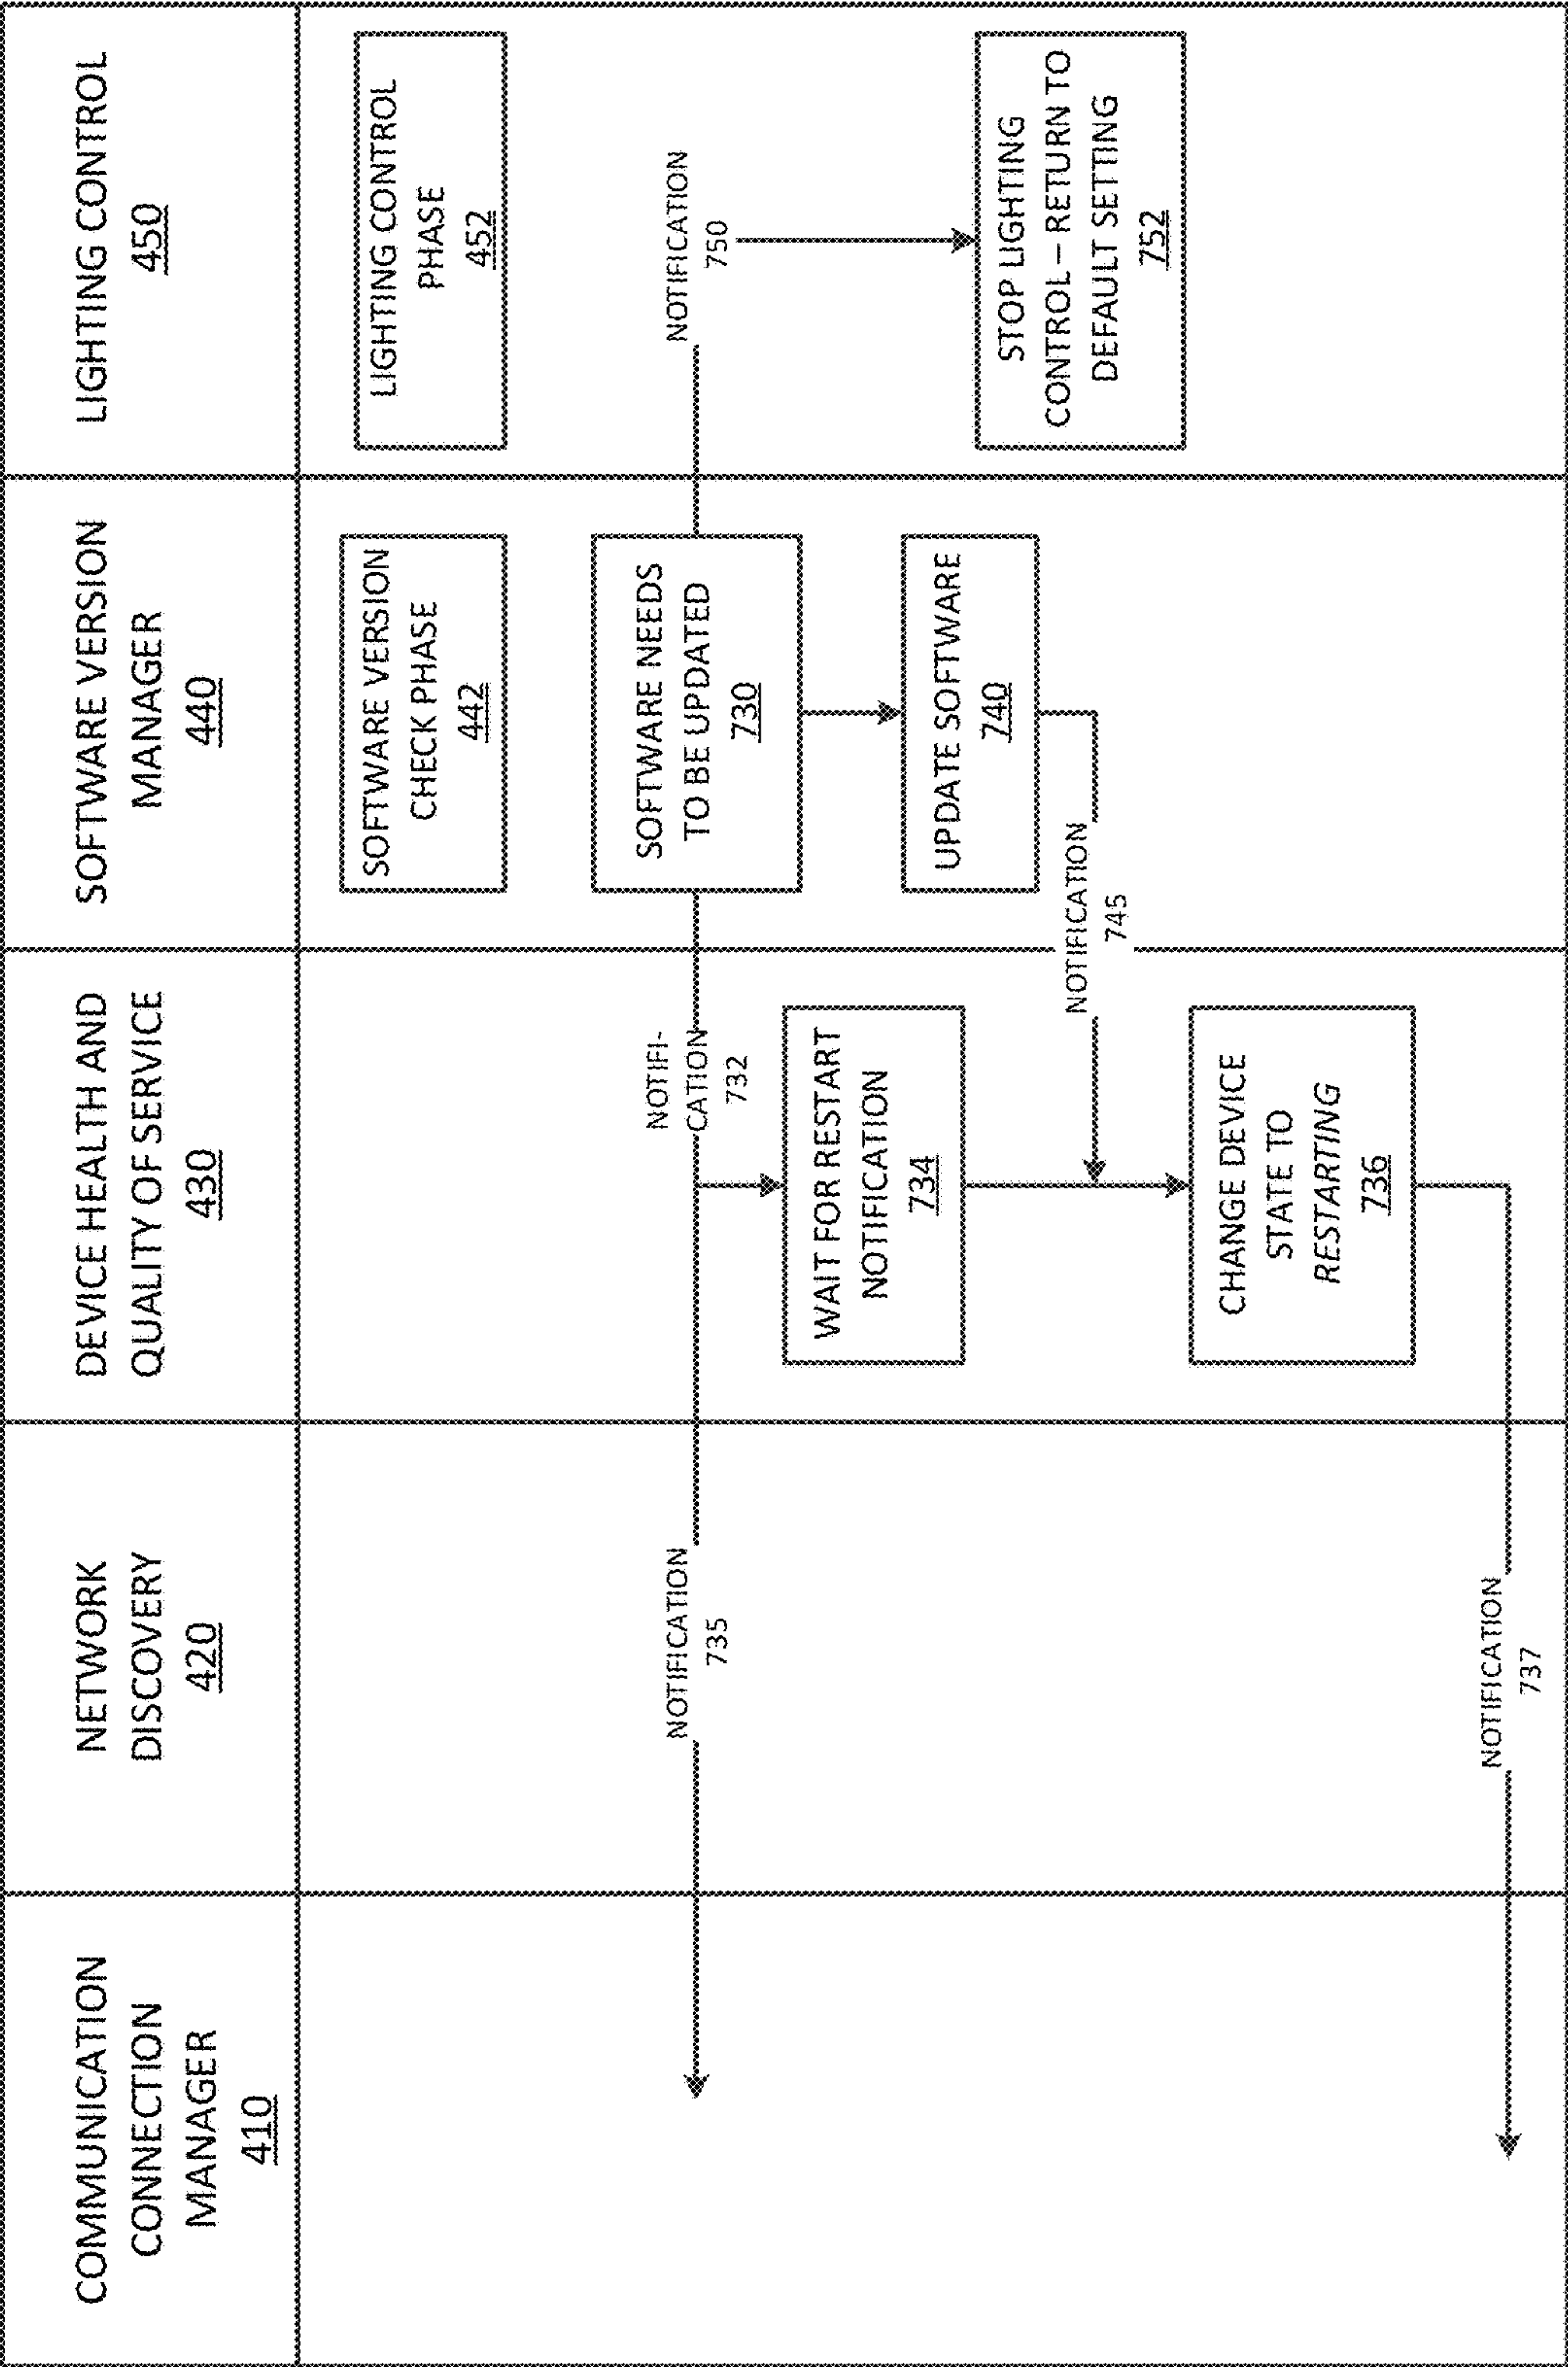 COMMUNICATION
CONNECTION
MANAGER
410
NETWORK
DISCOVERY
420
DEVICE HEALTH AND
QUALITY OF SERVICE
430
SOFTWARE VERSION
MANAGER
440
LIGHTING CONTROL
450
SOFTWARE VERSION
CHECK PHASE
442
LIGHTING CONTROL
PHASE
452
NOTIFICATION
735
NOTIFI-
CATION
732
SOFTWARE NEEDS
TO BE UPDATED
730
NOTIFICATION
750
WAIT FOR RESTART
NOTIFICATION
734
UPDATE SOFTWARE
740
STOP LIGHTING
CONTROL – RETURN TO
DEFAULT SETTING
752
NOTIFICATION
745
CHANGE DEVICE
STATE TO
RESTARTING
736
NOTIFICATION
737